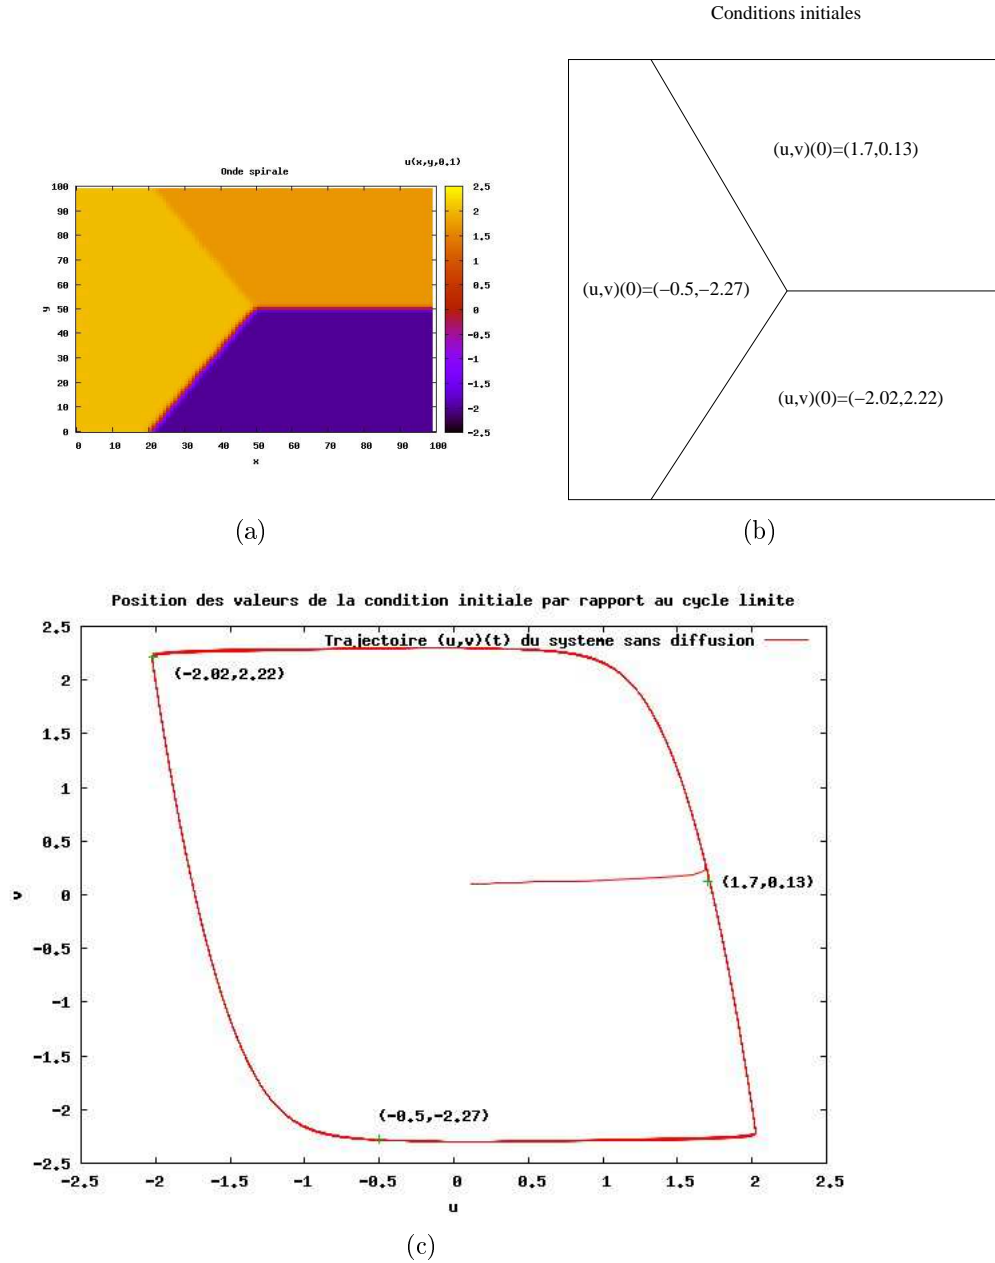 Conditions initiales
(u,v)(0)=(1.7,0.13)
(u,v)(0)=(−0.5,−2.27)
(u,v)(0)=(−2.02,2.22)
(b)
u(x,y,0.1)
Onde spirale
100
90
80
70
60
50
40
30
20
10
0
y
0 10 20 30 40 50 60 70 80 90 100
x
2.5
2
1.5
1
0.5
0
-0.5
-1
-1.5
-2
-2.5
(a)
Position des valeurs de la condition initiale par rapport au cycle limite
Trajectoire (u,v)(t) du systeme sans diffusion
(-2.02,2.22)
(1.7,0.13)
(-0.5,-2.27)
2.5
2
1.5
1
0.5
0
-0.5
-1
-1.5
-2
-2.5
v
-2.5 -2 -1.5 -1 -0.5 0 0.5 1 1.5 2 2.5
u
(c)